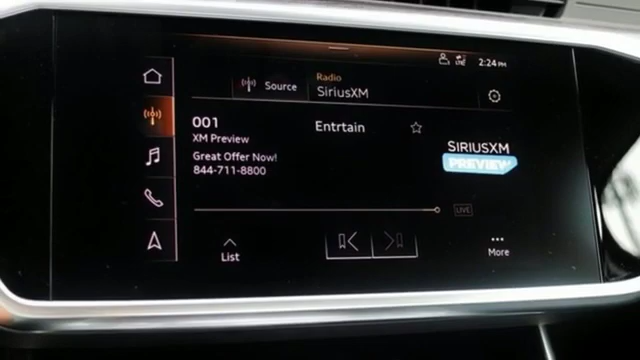 LTE 2:24 PM
Source
Radio
SiriusXM
001
XM Preview
Entrtain
Great Offer Now!
844-711-8800
SIRIUSXM
PREVIEW
LIVE
List
More